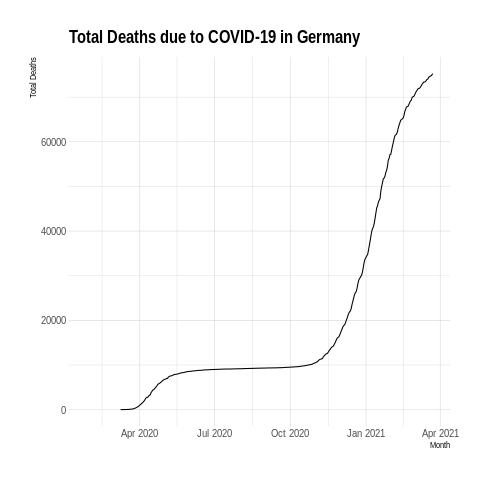 Total Deaths due to COVID-19 in Germany
Total Deaths
60000
40000
20000
0
Apr 2020 Jul 2020 Oct 2020 Jan 2021 Apr 2021
Month